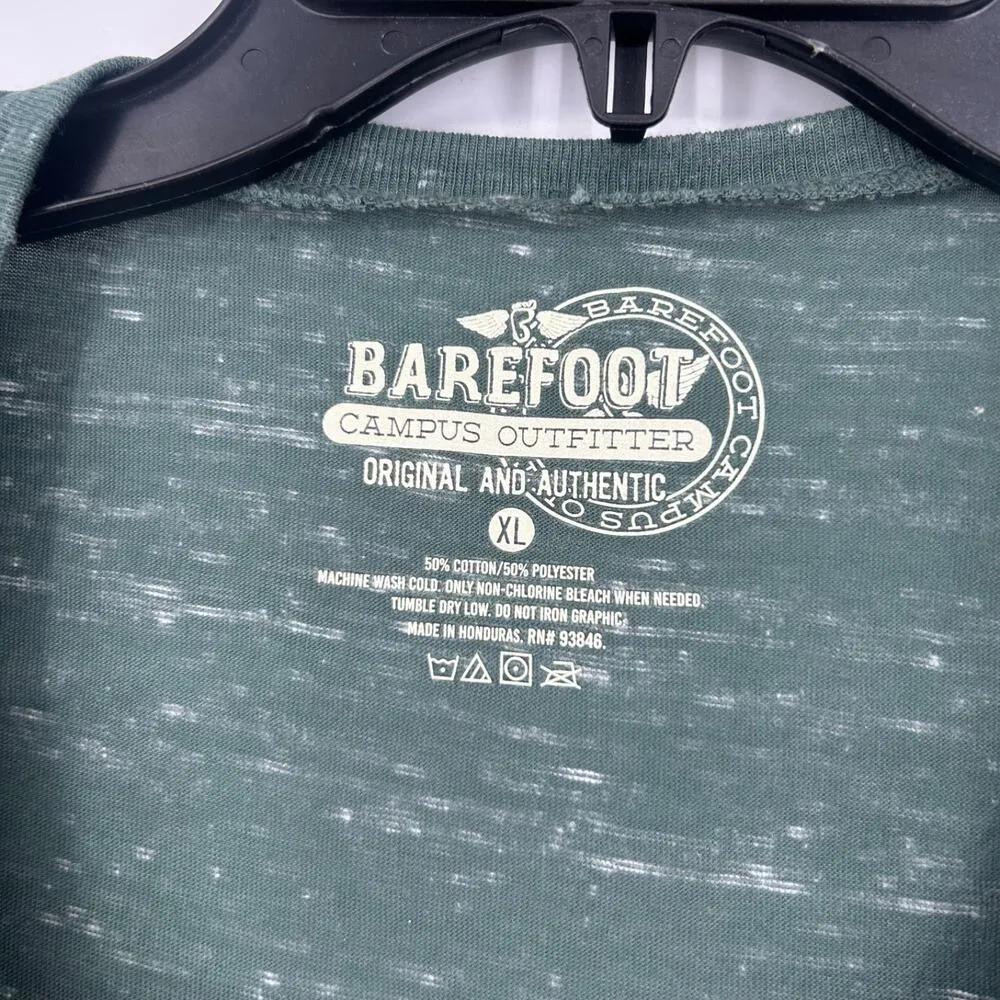 BAREFOOT
CAMPUS OUTFITTER
ORIGINAL AND AUTHENTIC
BAREFOOT CAMPUS
XL
50% COTTON/50% POLYESTER
MACHINE WASH COLD. ONLY NON-CHLORINE BLEACH WHEN NEEDED.
TUMBLE DRY LOW. DO NOT IRON GRAPHIC.
MADE IN HONDURAS. RN# 93846.